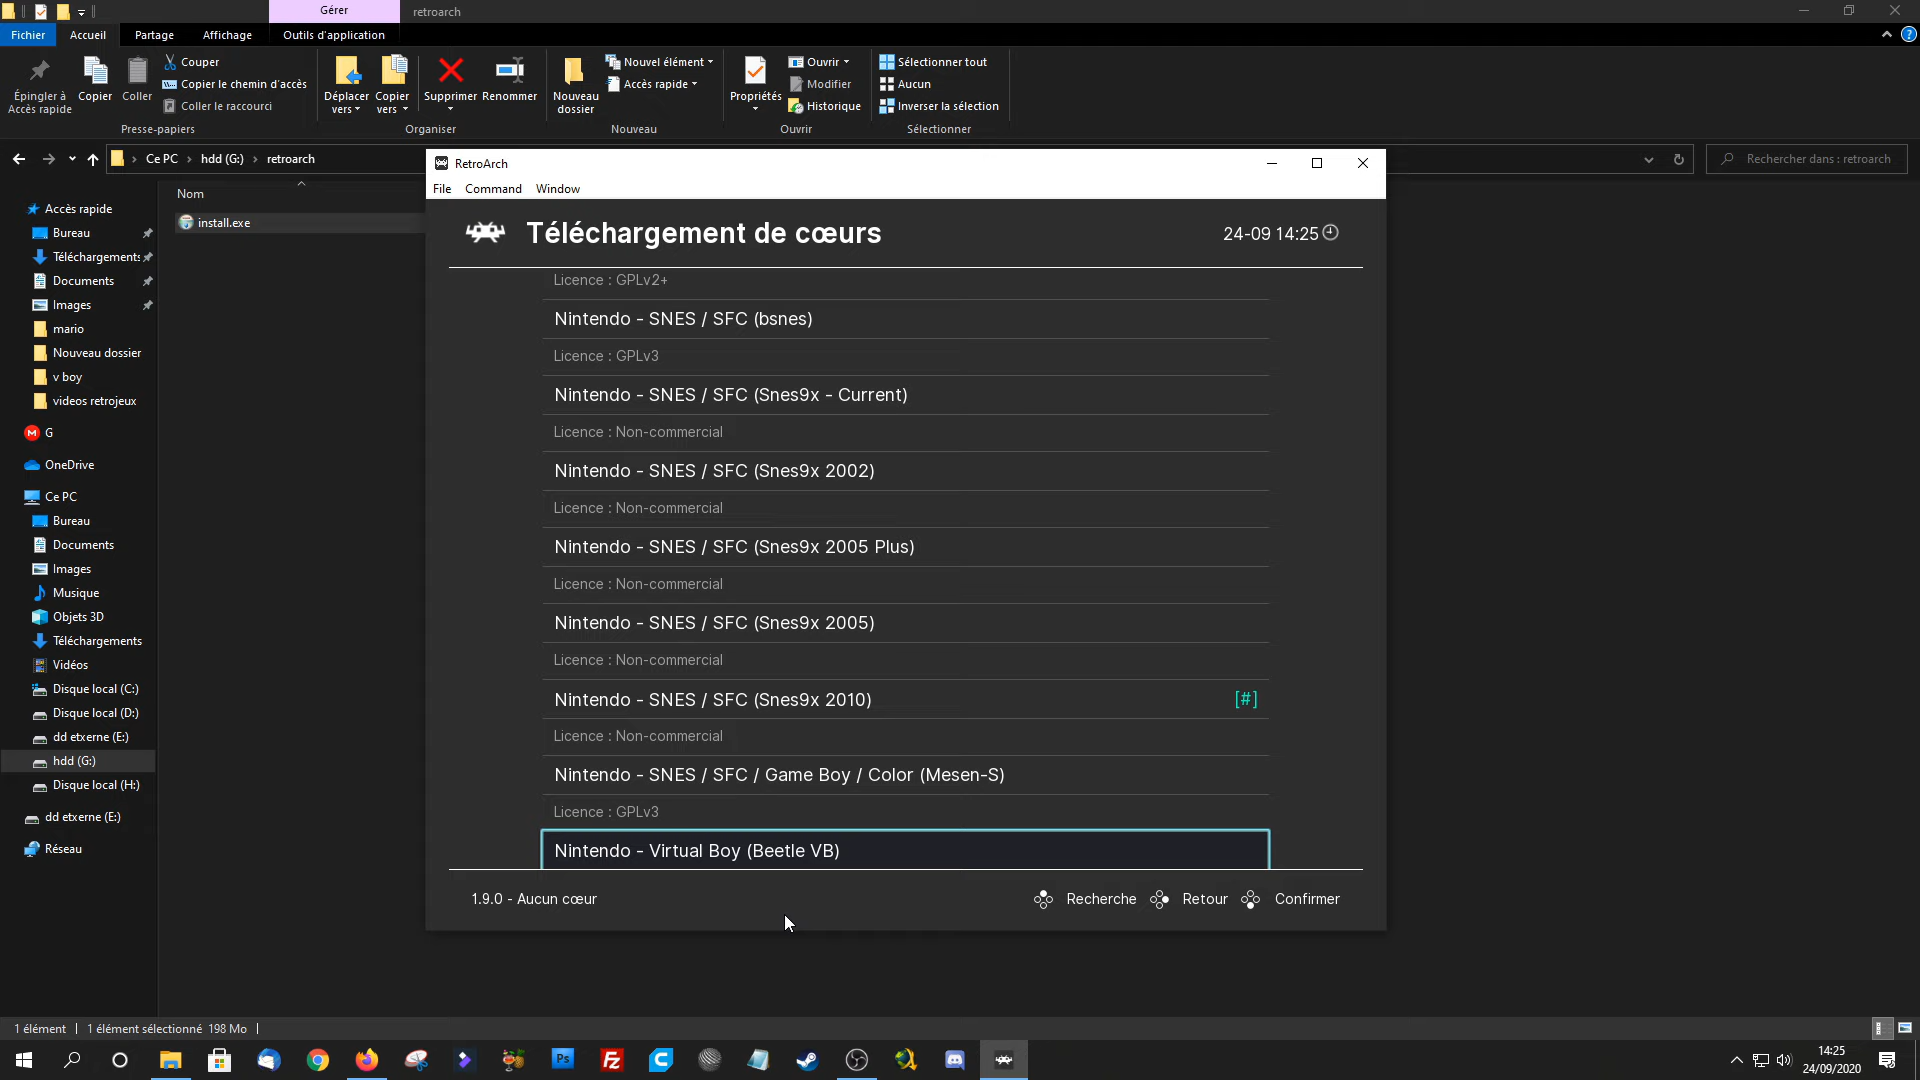 Gérer
retroarch
Fichier
Accueil
Partage
Affichage
Outils d'application
Épingler à
Accès rapide
Copier
Coller
Couper
Copier le chemin d'accès
Coller le raccourci
Presse-papiers
Déplacer
vers
Copier
vers
Supprimer
Renommer
Organiser
Nouveau
dossier
Nouvel élément
Accès rapide
Nouveau
Propriétés
Ouvrir
Modifier
Historique
Ouvrir
Sélectionner tout
Aucun
Inverser la sélection
Sélectionner
Ce PC > hdd (G:) > retroarch
Rechercher dans : retroarch
Accès rapide
Bureau
Téléchargements
Documents
Images
mario
Nouveau dossier
v boy
videos retrojeux
M G
OneDrive
Ce PC
Bureau
Documents
Images
Musique
Objets 3D
Téléchargements
Vidéos
Disque local (C:)
Disque local (D:)
dd etxerne (E:)
hdd (G:)
Disque local (H:)
dd etxerne (E:)
Réseau
Nom
install.exe
RetroArch
File Command Window
Téléchargement de cœurs
24-09 14:25
Licence : GPLv2+
Nintendo - SNES / SFC (bsnes)
Licence : GPLv3
Nintendo - SNES / SFC (Snes9x - Current)
Licence : Non-commercial
Nintendo - SNES / SFC (Snes9x 2002)
Licence : Non-commercial
Nintendo - SNES / SFC (Snes9x 2005 Plus)
Licence : Non-commercial
Nintendo - SNES / SFC (Snes9x 2005)
Licence : Non-commercial
Nintendo - SNES / SFC (Snes9x 2010) [#]
Licence : Non-commercial
Nintendo - SNES / SFC / Game Boy / Color (Mesen-S)
Licence : GPLv3
Nintendo - Virtual Boy (Beetle VB)
1.9.0 - Aucun cœur
Recherche Retour Confirmer
1 élément
1 élément sélectionné 198 Mo
Ps
Fz
14:25
24/09/2020